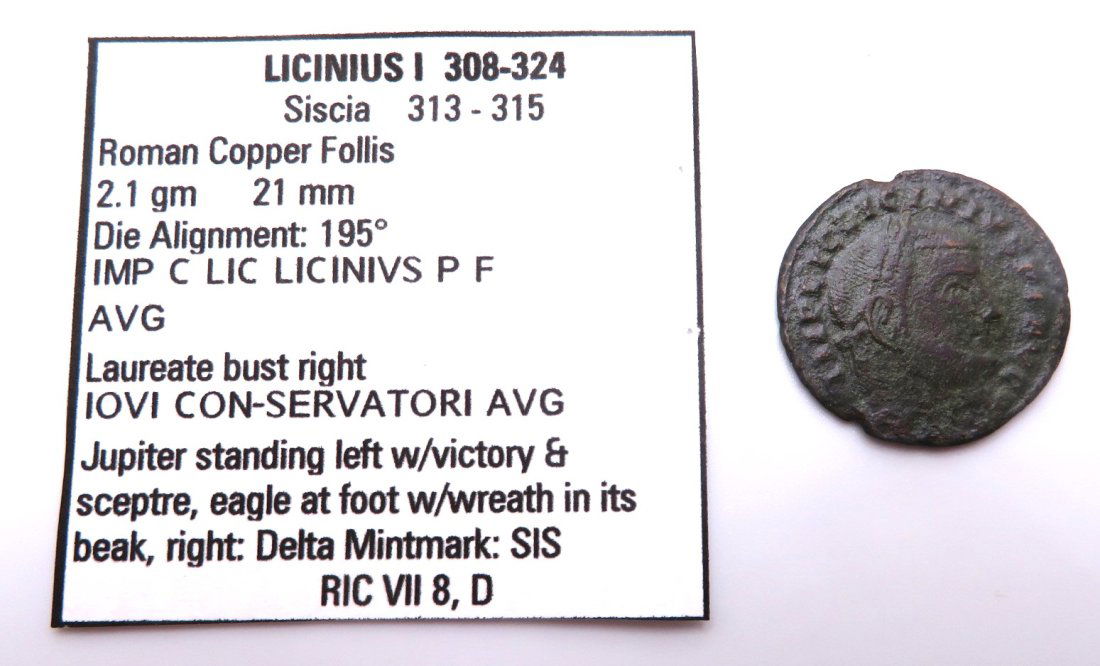 LICINIUS I 308-324
Siscia 313 - 315
Roman Copper Follis
2.1 gm 21 mm
Die Alignment: 195°
IMP C LIC LICINIVS P F
AVG
Laureate bust right
IOVI CON-SERVATORI AVG
Jupiter standing left w/victory &
sceptre, eagle at foot w/wreath in its
beak, right: Delta Mintmark: SIS
RIC VII 8, D